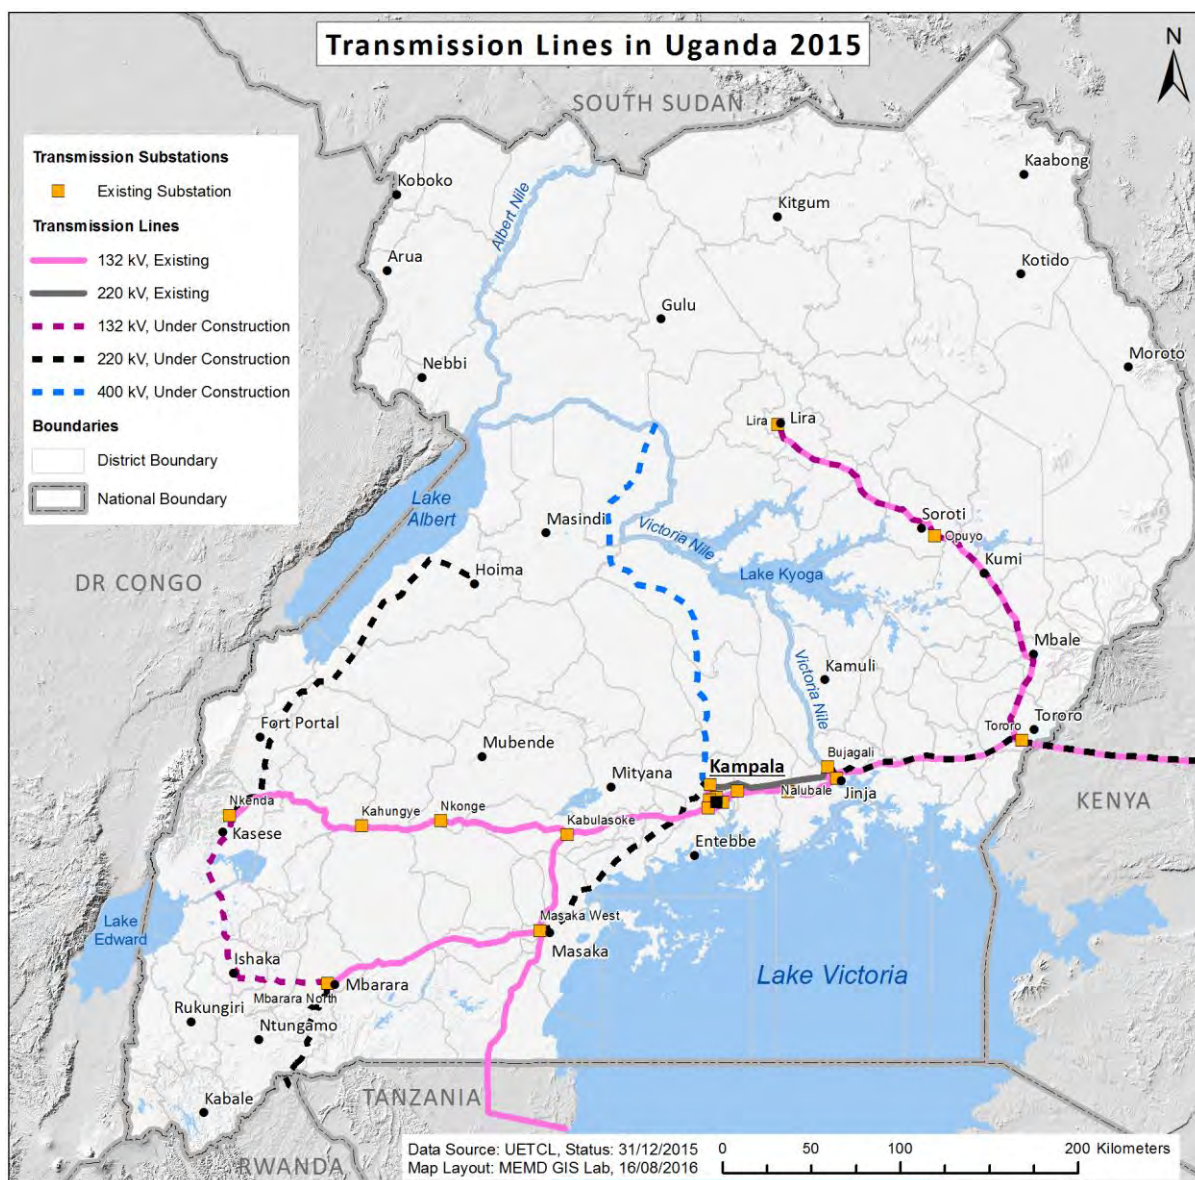 Transmission Lines in Uganda 2015
N
SOUTH SUDAN
Transmission Substations
Existing Substation
Transmission Lines
132 kV, Existing
220 kV, Existing
132 kV, Under Construction
220 kV, Under Construction
400 kV, Under Construction
Boundaries
District Boundary
National Boundary
Koboko
Albert Nile
Kaabong
Kitgum
Arua
Kotido
Gulu
Nebbi
Moroto
Lira
Lira
Lake
Albert
Masindi
Victoria Nile
Soroti
Opuyo
Kumi
Lake Kyoga
DR CONGO
Hoima
Mbale
Kamuli
Victoria Nile
Fort Portal
Tororo
Tororo
Mubende
Mityana
Kampala
Bujagali
Nalubale
Jinja
KENYA
Nkenda
Kahungye
Nkonge
Kabulasoke
Kasese
Entebbe
Lake
Edward
Masaka West
Masaka
Ishaka
Mbarara
Mbarara North
Lake Victoria
Rukungiri
Ntungamo
Kabale
TANZANIA
RWANDA
Data Source: UETCL, Status: 31/12/2015
Map Layout: MEMD GIS Lab, 16/08/2016
0 50 100 200 Kilometers